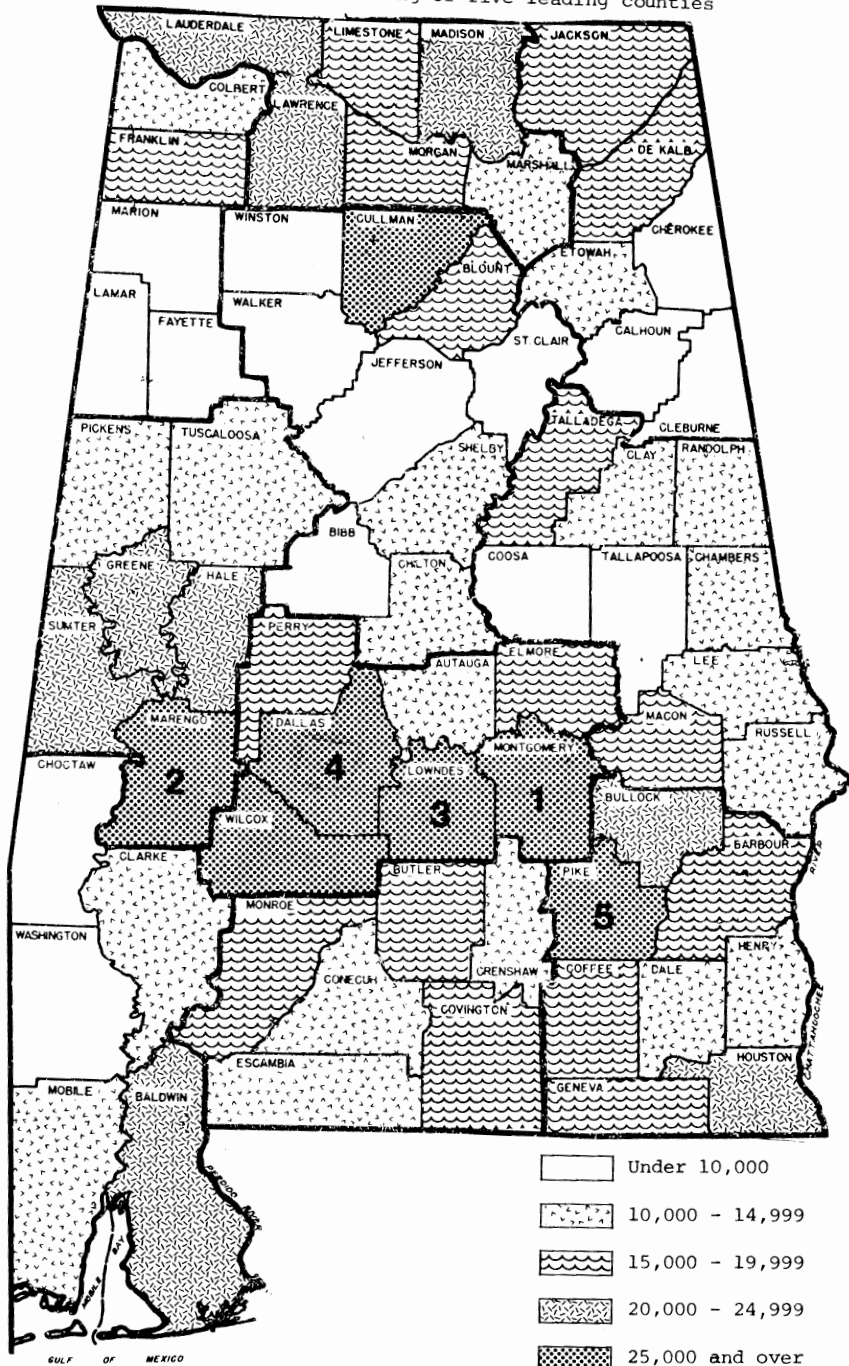 of five leading counties
LAUDERDALE
LIMESTONE
MADISON
JACKSON
COLBERT
LAWRENCE
FRANKLIN
MORGAN
MARSHALL
DE KALB
MARION
WINSTON
CULLMAN
CHEROKEE
BLOUNT
ETOWAH
LAMAR
WALKER
FAYETTE
ST. CLAIR
CALHOUN
JEFFERSON
TALLADEGA
CLEBURNE
PICKENS
TUSCALOOSA
SHELBY
CLAY
RANDOLPH
BIBB
GREENE
HALE
CHILTON
COOSA
TALLAPOOSA
CHAMBERS
SUMTER
PERRY
AUTAUGA
ELMORE
LEE
MARENGO
DALLAS
MACON
RUSSELL
CHOCTAW
MONTGOMERY
2
4
LOWNDES
3
1
BULLOCK
WILCOX
BARBOUR
RIVER
CLARKE
BUTLER
PIKE
5
MONROE
WASHINGTON
CONECUH
CRENSHAW
COFFEE
DALE
HENRY
COVINGTON
CHATTAHOOCHEE
HOUSTON
ESCAMBIA
GENEVA
MOBILE
BALDWIN
PERDIDO RIVER
MOBILE BAY
GULF OF MEXICO
Under 10,000
10,000 - 14,999
15,000 - 19,999
20,000 - 24,999
25,000 and over